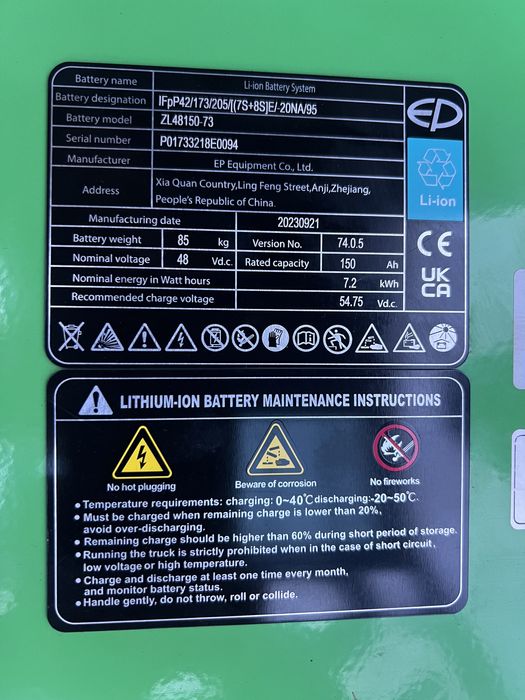 Battery name Li-ion Battery System
Battery designation IFpP42/173/205/[(7S+8S]E/-20NA/95
Battery model ZL48150-73
Serial number P01733218E0094
Manufacturer EP Equipment Co., Ltd.
Address Xia Quan Country,Ling Feng Street,Anji,Zhejiang,
People's Republic of China.
Manufacturing date 20230921
Battery weight 85 kg Version No. 74.0.5
Nominal voltage 48 Vd.c. Rated capacity 150 Ah
Nominal energy in Watt hours 7.2 kWh
Recommended charge voltage 54.75 Vd.c.
EP
Li-ion
CE
UK
CA
LITHIUM-ION BATTERY MAINTENANCE INSTRUCTIONS
No hot plugging Beware of corrosion No fireworks
• Temperature requirements: charging: 0~40℃ discharging:-20~50℃.
• Must be charged when remaining charge is lower than 20%,
avoid over-discharging.
• Remaining charge should be higher than 60% during short period of storage.
• Running the truck is strictly prohibited when in the case of short circuit,
low voltage or high temperature.
• Charge and discharge at least one time every month,
and monitor battery status.
• Handle gently, do not throw, roll or collide.